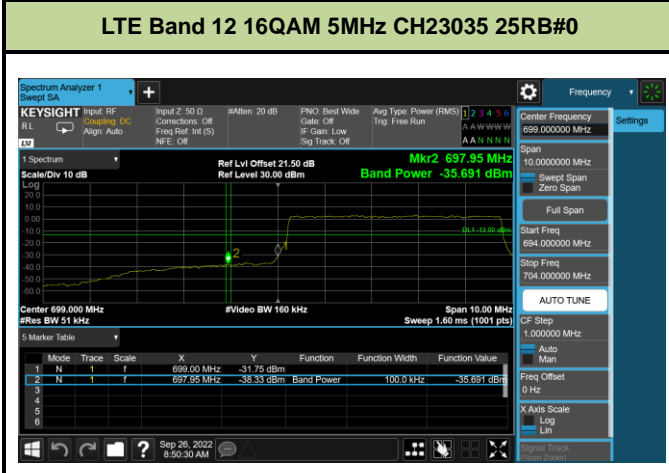 LTE Band 12 16QAM 5MHz CH23035 25RB#0
Spectrum Analyzer 1
Swept SA
Frequency
KEYSIGHT
RL
LXI
Input: RF
Coupling: DC
Align: Auto
Input Z: 50 Ω
Corrections: Off
Freq Ref: Int (S)
NFE: Off
#Atten: 20 dB
PNO: Best Wide
Gate: Off
IF Gain: Low
Sig Track: Off
Avg Type: Power (RMS)
Trig: Free Run
1 2 3 4 5 6
A A W W W W
A A N N N N
1 Spectrum
Scale/Div 10 dB
Log
Ref Lvl Offset 21.50 dB
Ref Level 30.00 dBm
Mkr2 697.95 MHz
Band Power -35.691 dBm
20.0
10.0
0.00
-10.0
-20.0
-30.0
-40.0
-50.0
-60.0
DL1 -13.00 dBm
2
1
Center 699.000 MHz
#Res BW 51 kHz
#Video BW 160 kHz
Span 10.00 MHz
Sweep 1.60 ms (1001 pts)
5 Marker Table
Mode Trace Scale X Y Function Function Width Function Value
1 N 1 f 699.00 MHz -31.75 dBm
2 N 1 f 697.95 MHz -38.33 dBm Band Power 100.0 kHz -35.691 dBm
3
4
5
6
Sep 26, 2022
8:50:30 AM
Center Frequency
699.000000 MHz
Span
10.0000000 MHz
Swept Span
Zero Span
Full Span
Start Freq
694.000000 MHz
Stop Freq
704.000000 MHz
AUTO TUNE
CF Step
1.000000 MHz
Auto
Man
Freq Offset
0 Hz
X Axis Scale
Log
Lin
Signal Track
(Span Zoom)
Settings